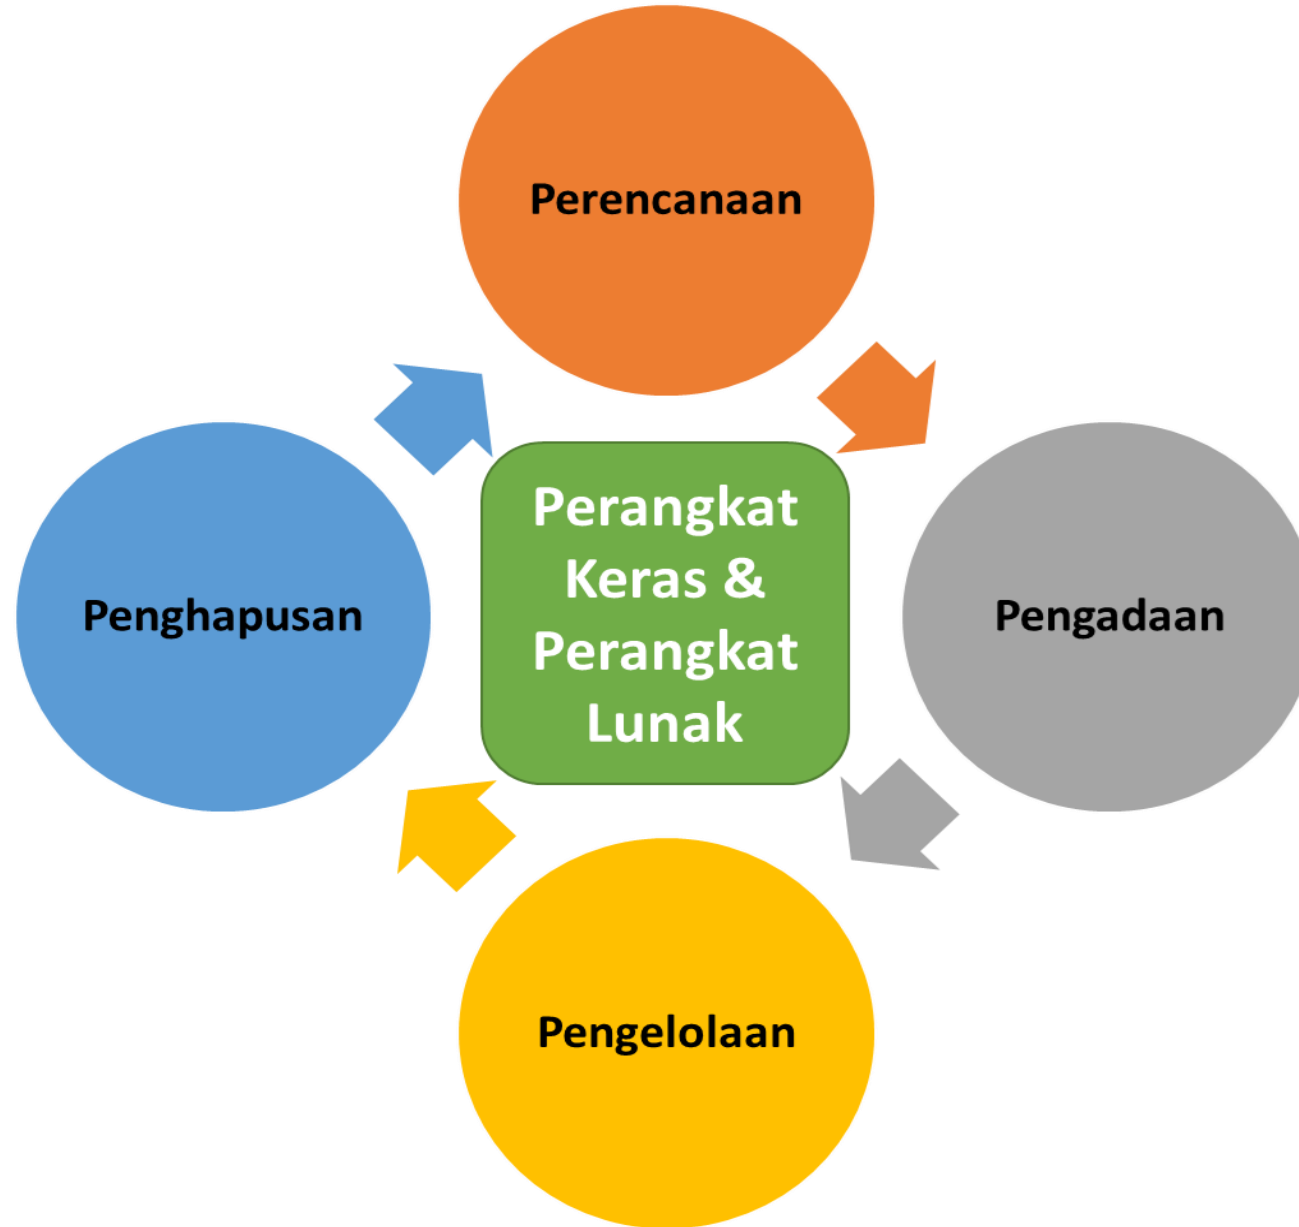 Perencanaan
Perangkat
Keras &
Perangkat
Lunak
Penghapusan
Pengadaan
Pengelolaan